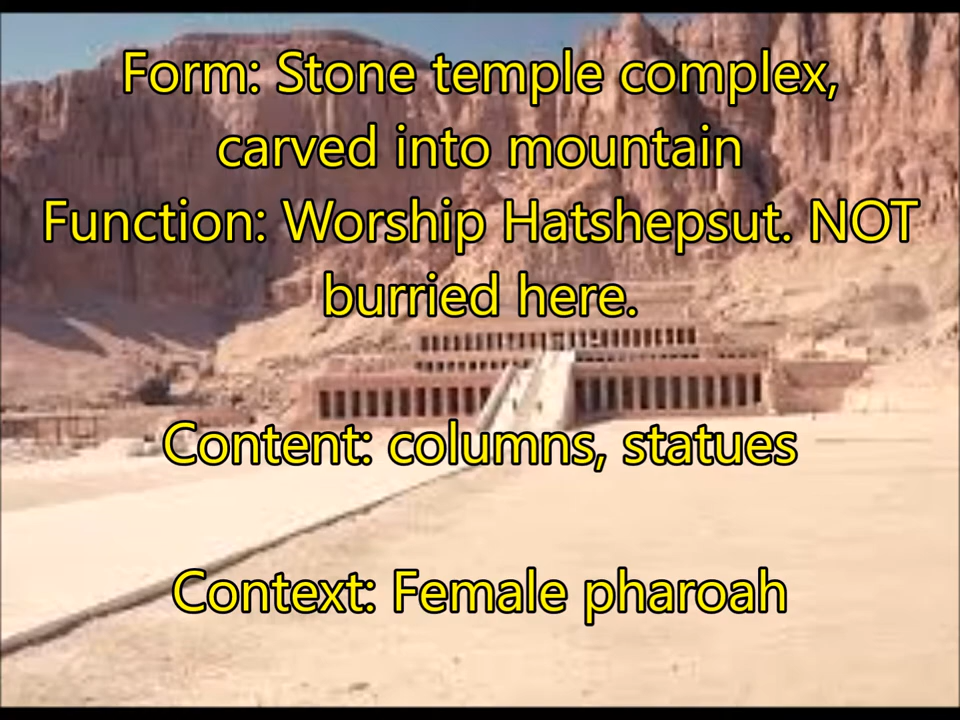 Form: Stone temple complex,
carved into mountain
Function: Worship Hatshepsut. NOT
burried here.
Content: columns, statues
Context: Female pharoah